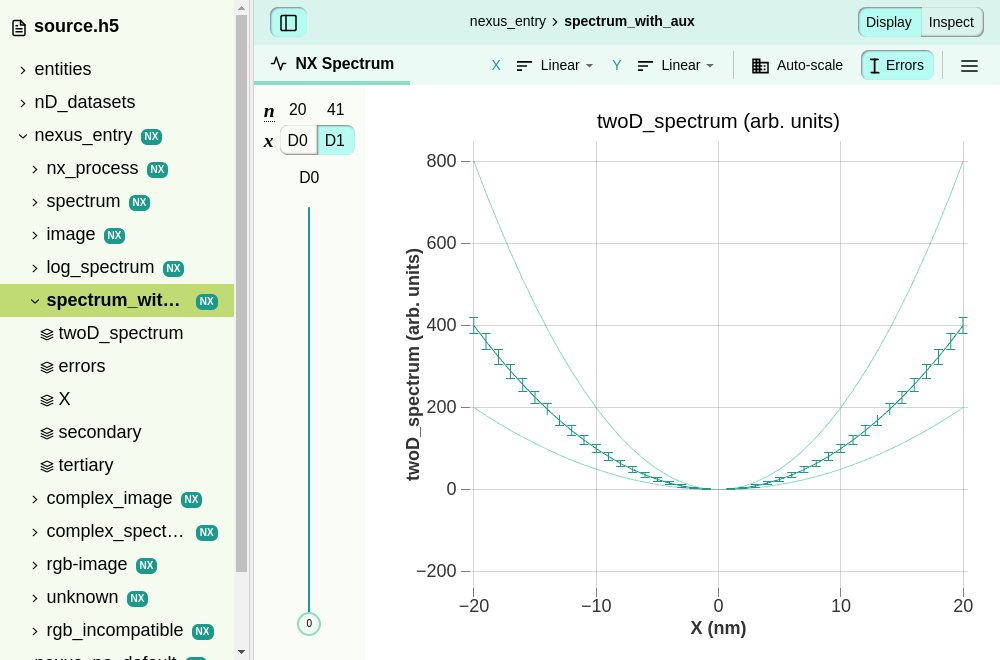 source.h5
entities
nD_datasets
nexus_entry NX
nx_process NX
spectrum NX
image NX
log_spectrum NX
spectrum_wit... NX
twoD_spectrum
errors
X
secondary
tertiary
complex_image NX
complex_spect... NX
rgb-image NX
unknown NX
rgb_incompatible NX
nexus_entry › spectrum_with_aux
Display Inspect
NX Spectrum
X Linear Y Linear Auto-scale Errors
n 20 41
x D0 D1
D0
0
twoD_spectrum (arb. units)
twoD_spectrum (arb. units)
800
600
400
200
0
−200
−20 −10 0 10 20
X (nm)